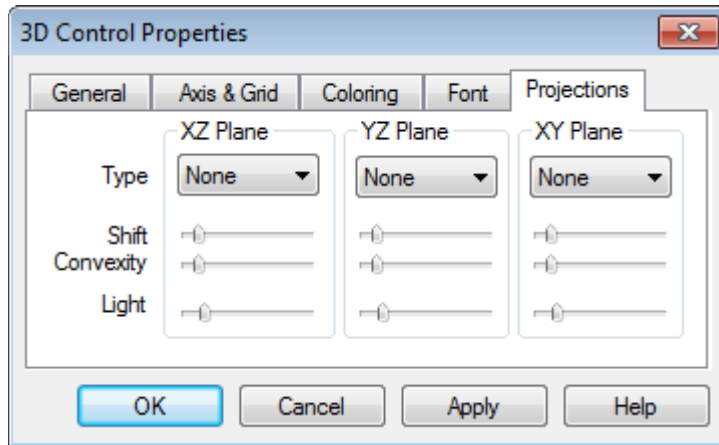 3D Control Properties
General Axis & Grid Coloring Font Projections
XZ Plane YZ Plane XY Plane
Type None None None
Shift
Convexity
Light
OK Cancel Apply Help